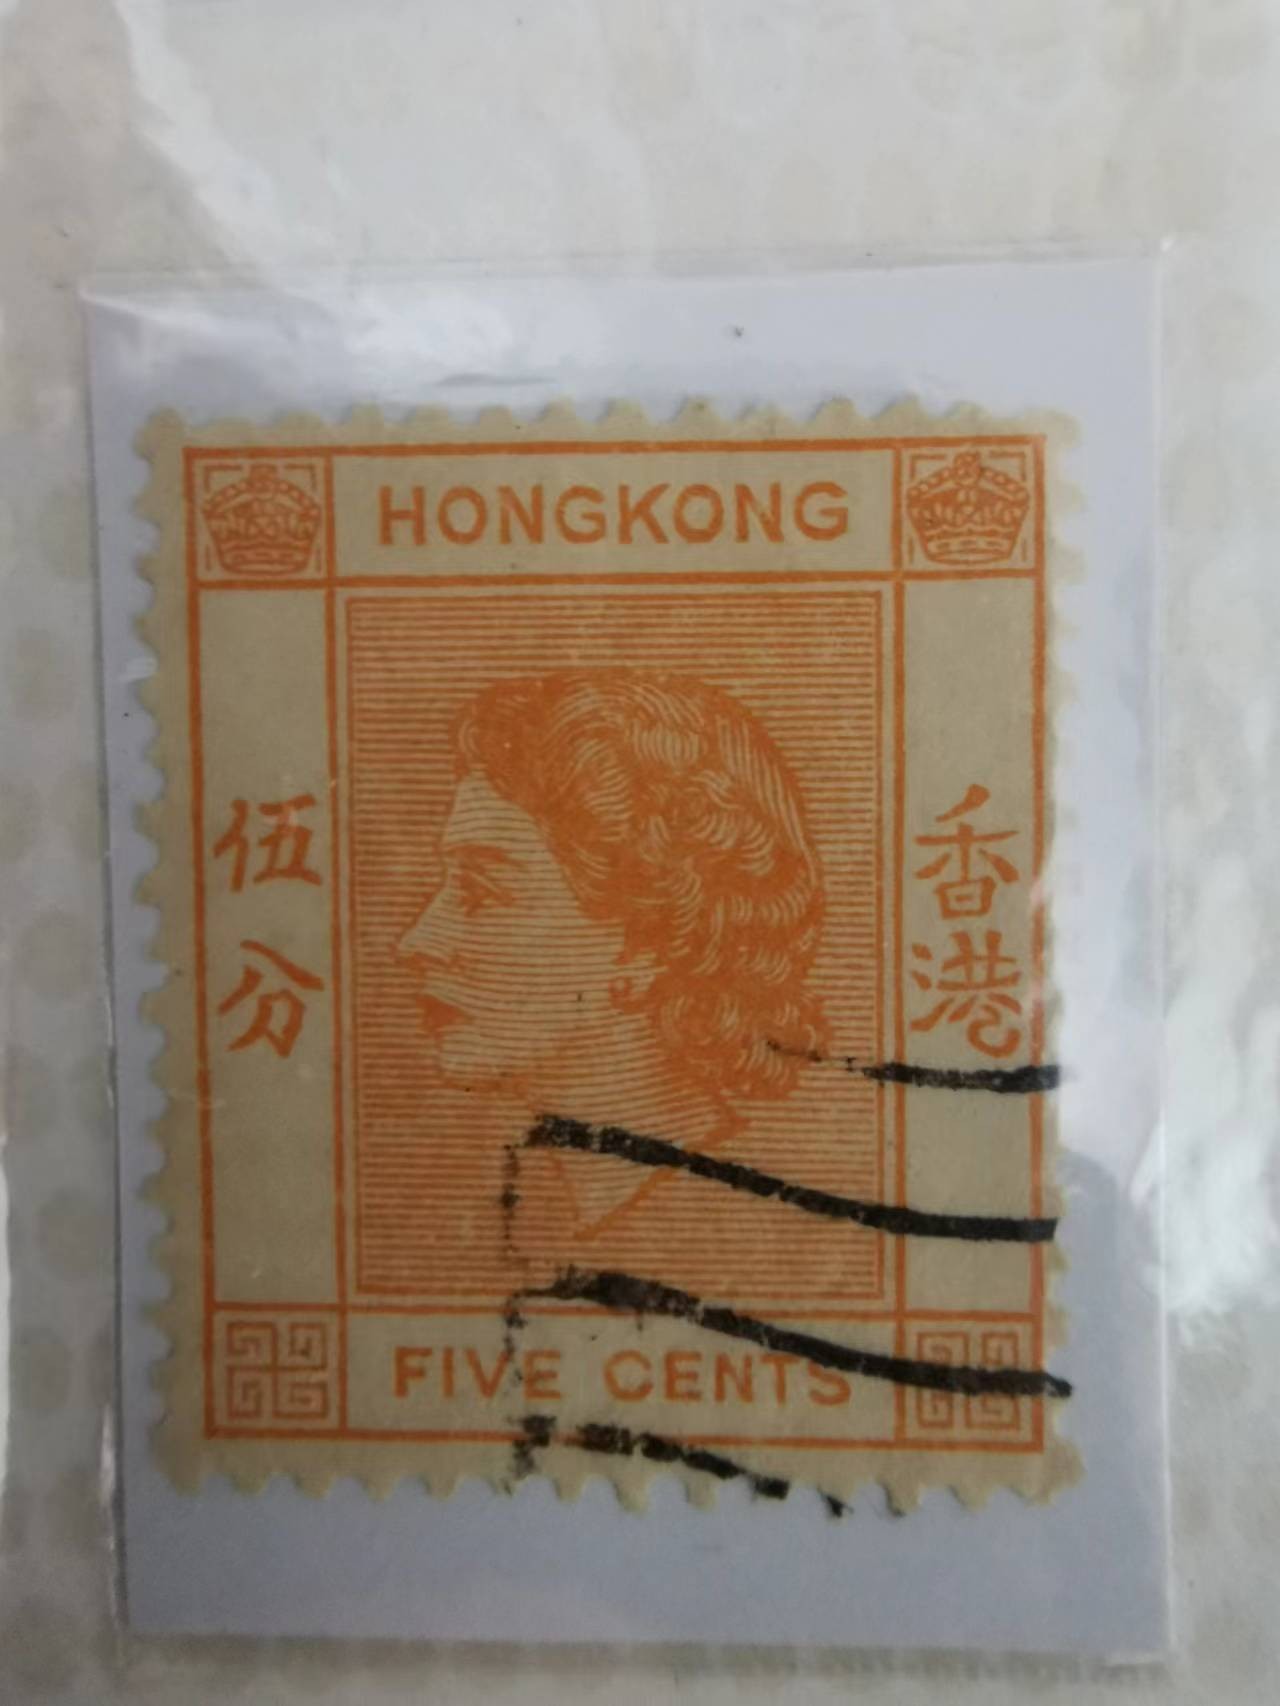 HONGKONG
伍分
香港
FIVE CENTS